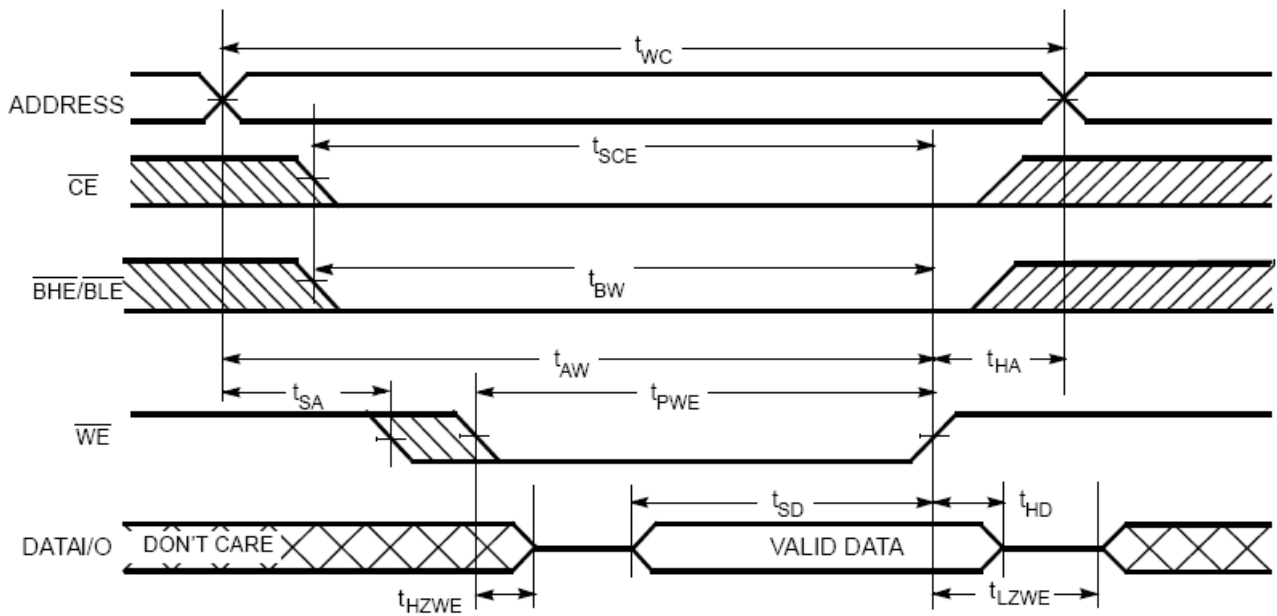 tWC
ADDRESS
tSCE
CE
BHE/BLE
tBW
tAW
tHA
tSA
tPWE
WE
tSD
tHD
DATAI/O
DON'T CARE
VALID DATA
tHZWE
tLZWE